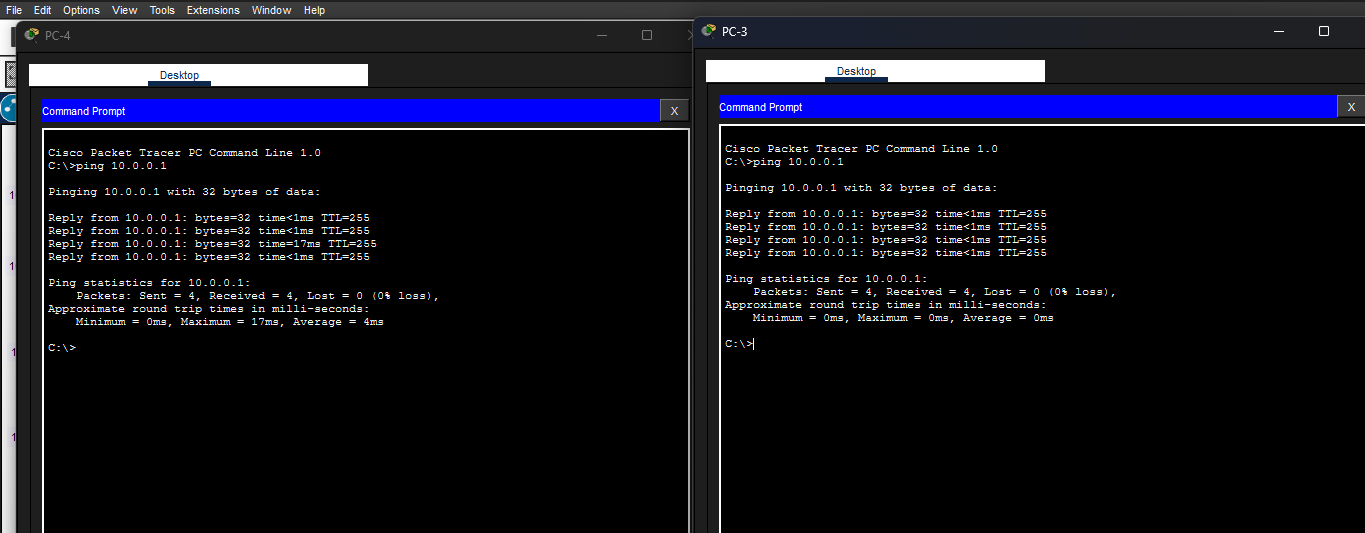 File Edit Options View Tools Extensions Window Help
PC-4
Desktop
Command Prompt
X
Cisco Packet Tracer PC Command Line 1.0
C:\>ping 10.0.0.1
Pinging 10.0.0.1 with 32 bytes of data:
Reply from 10.0.0.1: bytes=32 time<1ms TTL=255
Reply from 10.0.0.1: bytes=32 time<1ms TTL=255
Reply from 10.0.0.1: bytes=32 time=17ms TTL=255
Reply from 10.0.0.1: bytes=32 time<1ms TTL=255
Ping statistics for 10.0.0.1:
Packets: Sent = 4, Received = 4, Lost = 0 (0% loss),
Approximate round trip times in milli-seconds:
Minimum = 0ms, Maximum = 17ms, Average = 4ms
C:\>
PC-3
Desktop
Command Prompt
X
Cisco Packet Tracer PC Command Line 1.0
C:\>ping 10.0.0.1
Pinging 10.0.0.1 with 32 bytes of data:
Reply from 10.0.0.1: bytes=32 time<1ms TTL=255
Reply from 10.0.0.1: bytes=32 time<1ms TTL=255
Reply from 10.0.0.1: bytes=32 time<1ms TTL=255
Reply from 10.0.0.1: bytes=32 time<1ms TTL=255
Ping statistics for 10.0.0.1:
Packets: Sent = 4, Received = 4, Lost = 0 (0% loss),
Approximate round trip times in milli-seconds:
Minimum = 0ms, Maximum = 0ms, Average = 0ms
C:\>